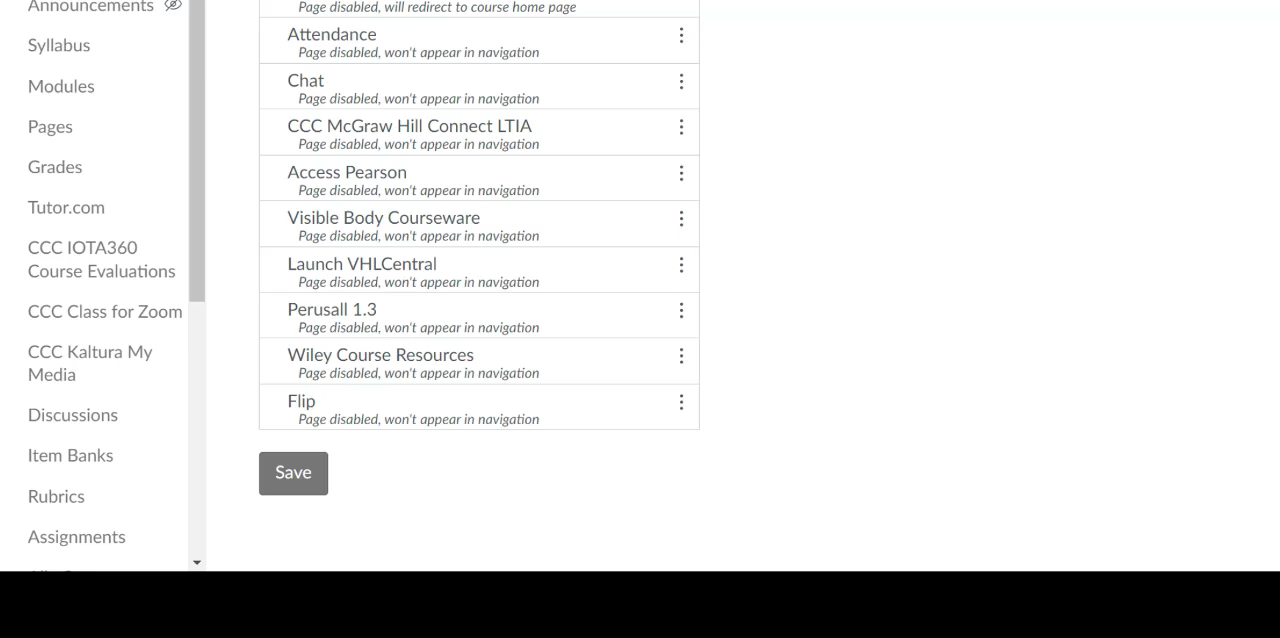 Announcements
Syllabus
Modules
Pages
Grades
Tutor.com
CCC IOTA360
Course Evaluations
CCC Class for Zoom
CCC Kaltura My
Media
Discussions
Item Banks
Rubrics
Assignments
Page disabled, will redirect to course home page
Attendance
Page disabled, won't appear in navigation
Chat
Page disabled, won't appear in navigation
CCC McGraw Hill Connect LTIA
Page disabled, won't appear in navigation
Access Pearson
Page disabled, won't appear in navigation
Visible Body Courseware
Page disabled, won't appear in navigation
Launch VHLCentral
Page disabled, won't appear in navigation
Perusall 1.3
Page disabled, won't appear in navigation
Wiley Course Resources
Page disabled, won't appear in navigation
Flip
Page disabled, won't appear in navigation
Save